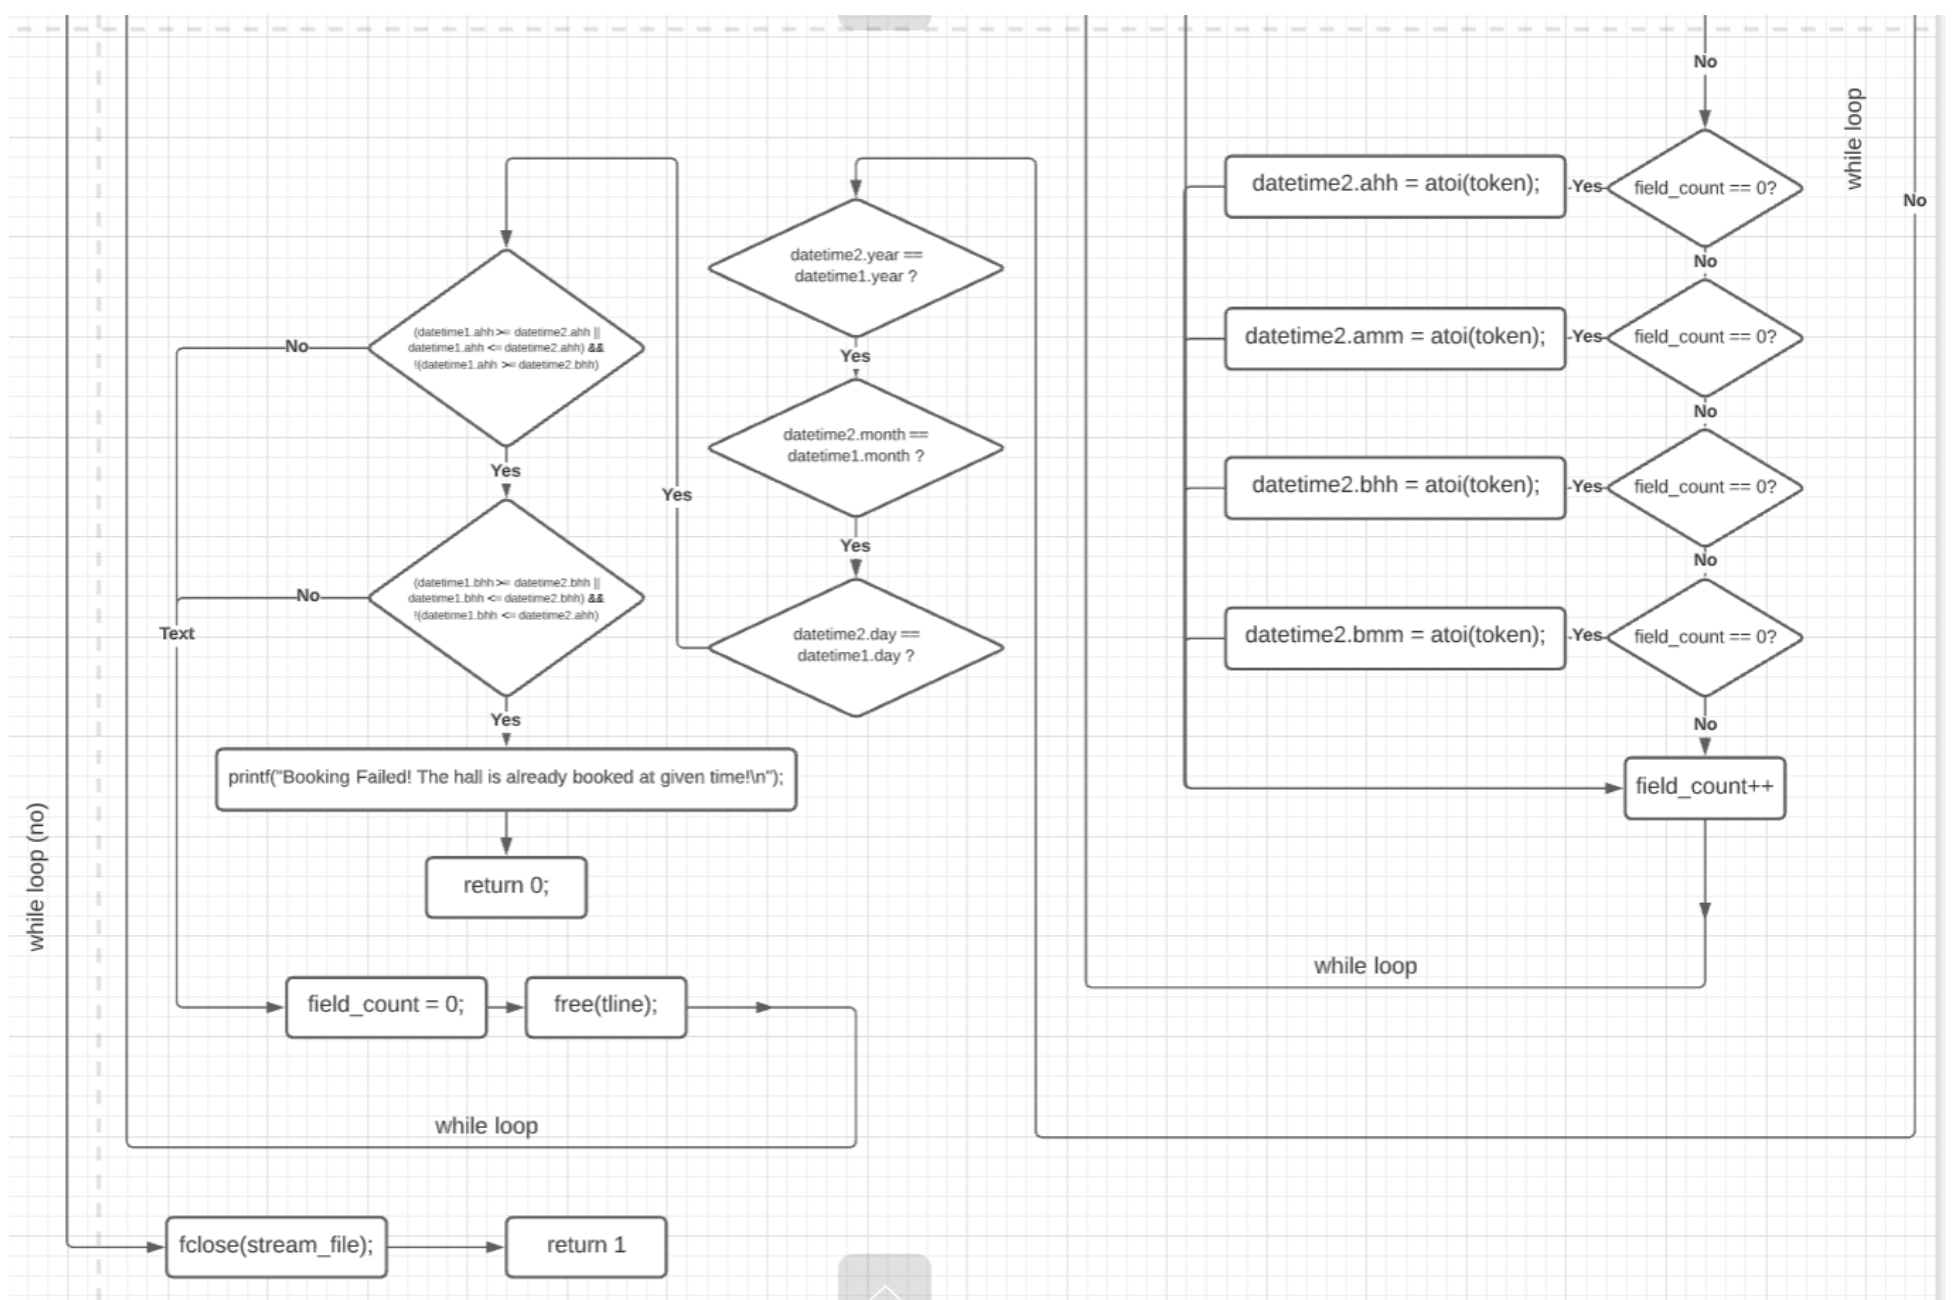 while loop (no)
No
(datetime1.ahh >= datetime2.ahh ||
datetime1.ahh <= datetime2.ahh) &&
!(datetime1.ahh >= datetime2.bhh)
Yes
No
(datetime1.bhh >= datetime2.bhh ||
datetime1.bhh <= datetime2.bhh) &&
!(datetime1.bhh <= datetime2.ahh)
Text
Yes
printf("Booking Failed! The hall is already booked at given time!\n");
return 0;
field_count = 0;
free(tline);
while loop
fclose(stream_file);
return 1
datetime2.year ==
datetime1.year ?
Yes
datetime2.month ==
datetime1.month ?
Yes
datetime2.day ==
datetime1.day ?
Yes
No
while loop
No
datetime2.ahh = atoi(token);
Yes
field_count == 0?
No
datetime2.amm = atoi(token);
Yes
field_count == 0?
No
datetime2.bhh = atoi(token);
Yes
field_count == 0?
No
datetime2.bmm = atoi(token);
Yes
field_count == 0?
No
field_count++
while loop